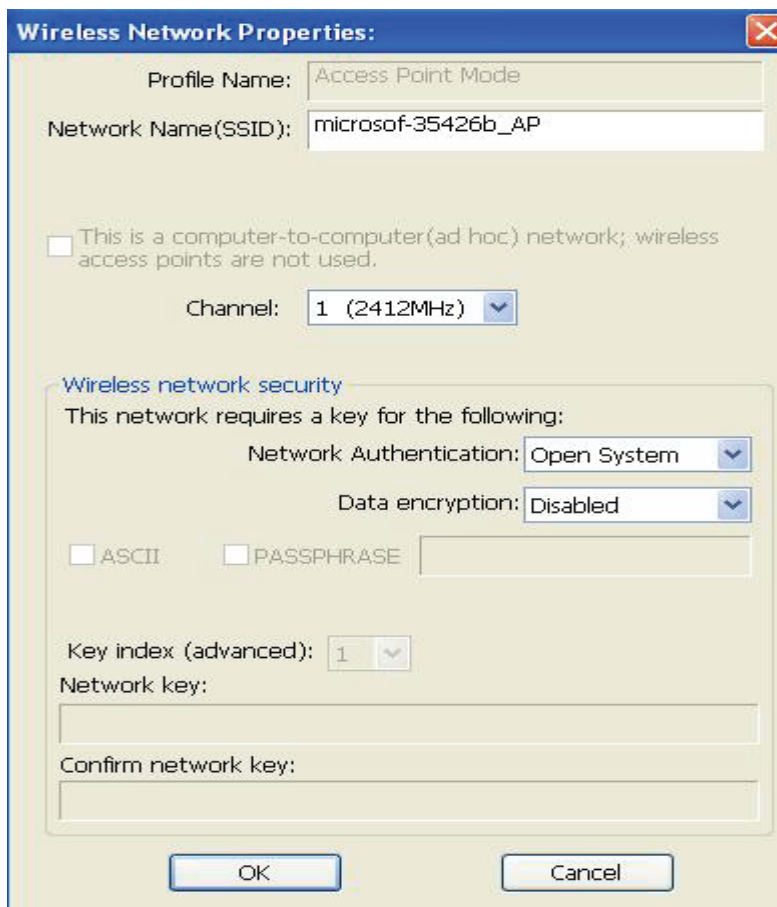 Wireless Network Properties:
Profile Name: Access Point Mode
Network Name(SSID): microsof-35426b_AP
This is a computer-to-computer(ad hoc) network; wireless
access points are not used.
Channel: 1 (2412MHz)
Wireless network security
This network requires a key for the following:
Network Authentication: Open System
Data encryption: Disabled
ASCII PASSPHRASE
Key index (advanced): 1
Network key:
Confirm network key:
OK Cancel